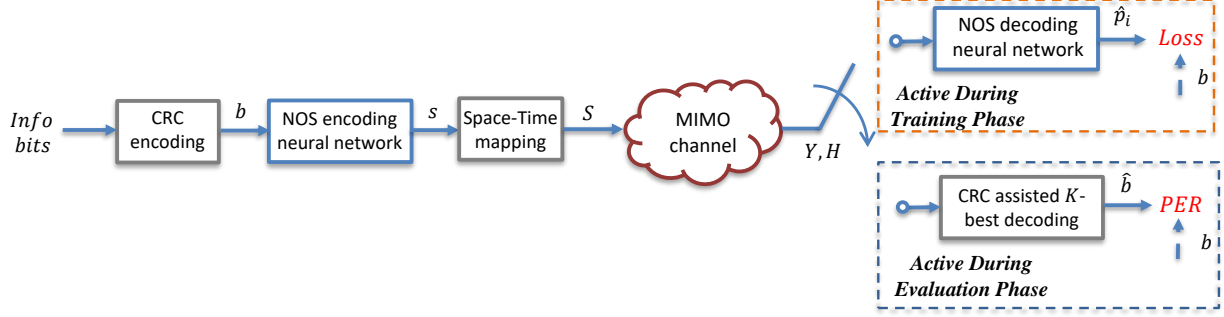 Info
bits
CRC
encoding
b
NOS encoding
neural network
s
Space-Time
mapping
S
MIMO
channel
Y, H
NOS decoding
neural network
p̂ᵢ
Loss
b
Active During
Training Phase
CRC assisted K-
best decoding
b̂
PER
b
Active During
Evaluation Phase